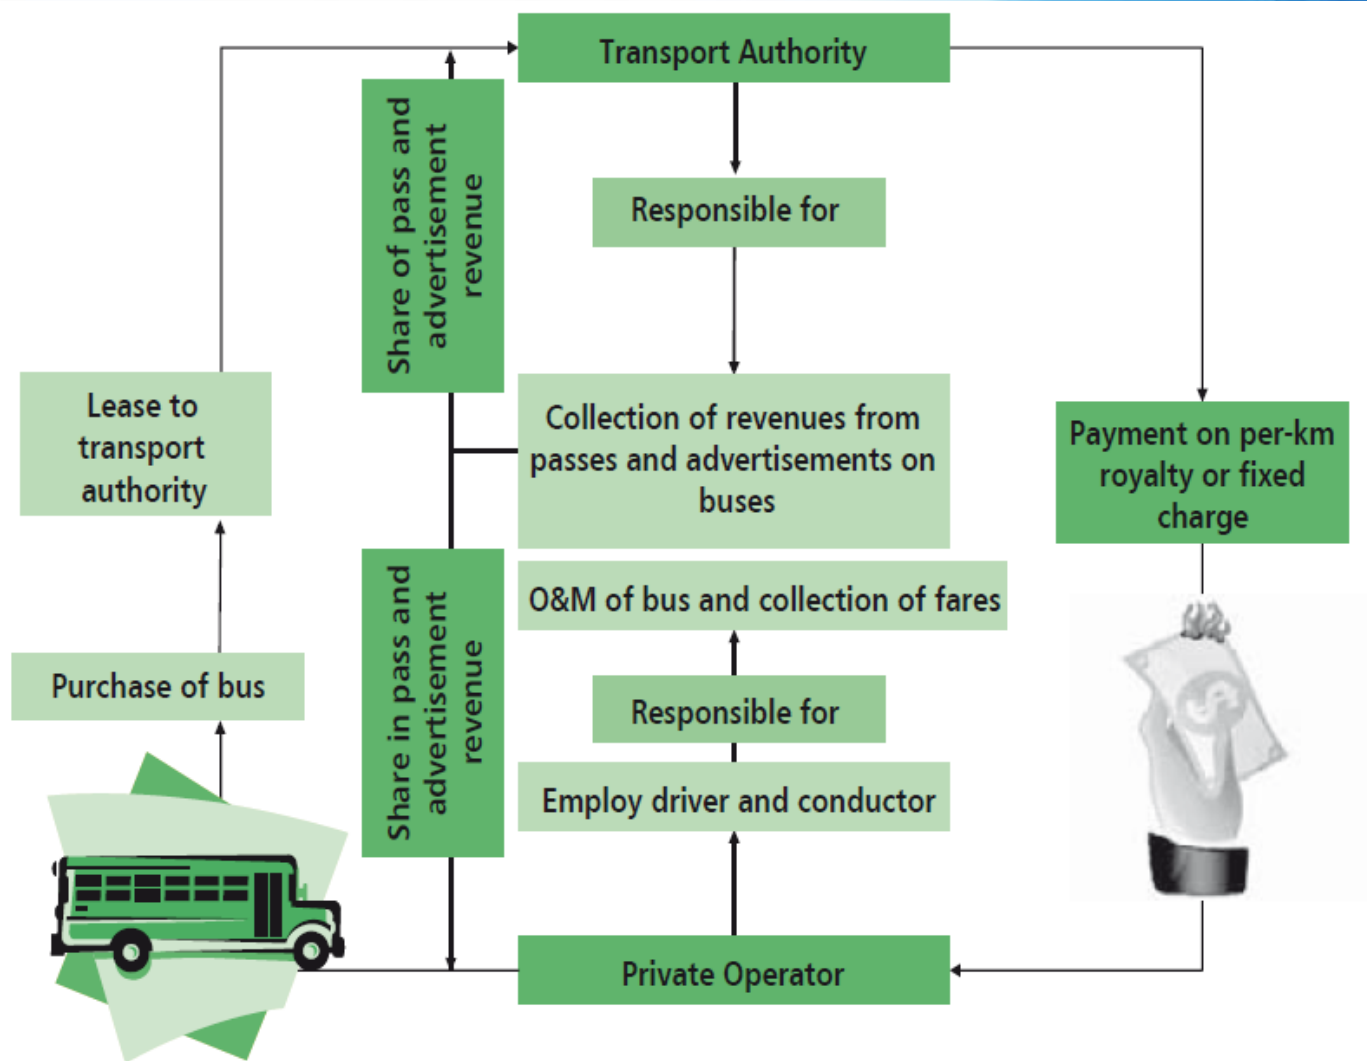 Transport Authority
Share of pass and
advertisement
revenue
Responsible for
Lease to
transport
authority
Collection of revenues from
passes and advertisements on
buses
Payment on per-km
royalty or fixed
charge
Share in pass and
advertisement
revenue
O&M of bus and collection of fares
Purchase of bus
Responsible for
Employ driver and conductor
Private Operator